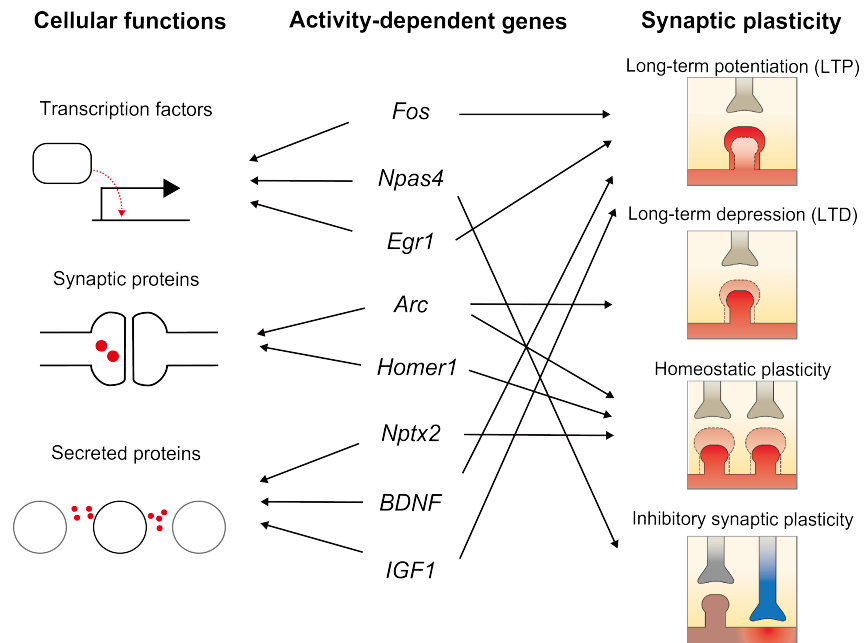 Cellular functions
Activity-dependent genes
Synaptic plasticity
Transcription factors
Synaptic proteins
Secreted proteins
Fos
Npas4
Egr1
Arc
Homer1
Nptx2
BDNF
IGF1
Long-term potentiation (LTP)
Long-term depression (LTD)
Homeostatic plasticity
Inhibitory synaptic plasticity